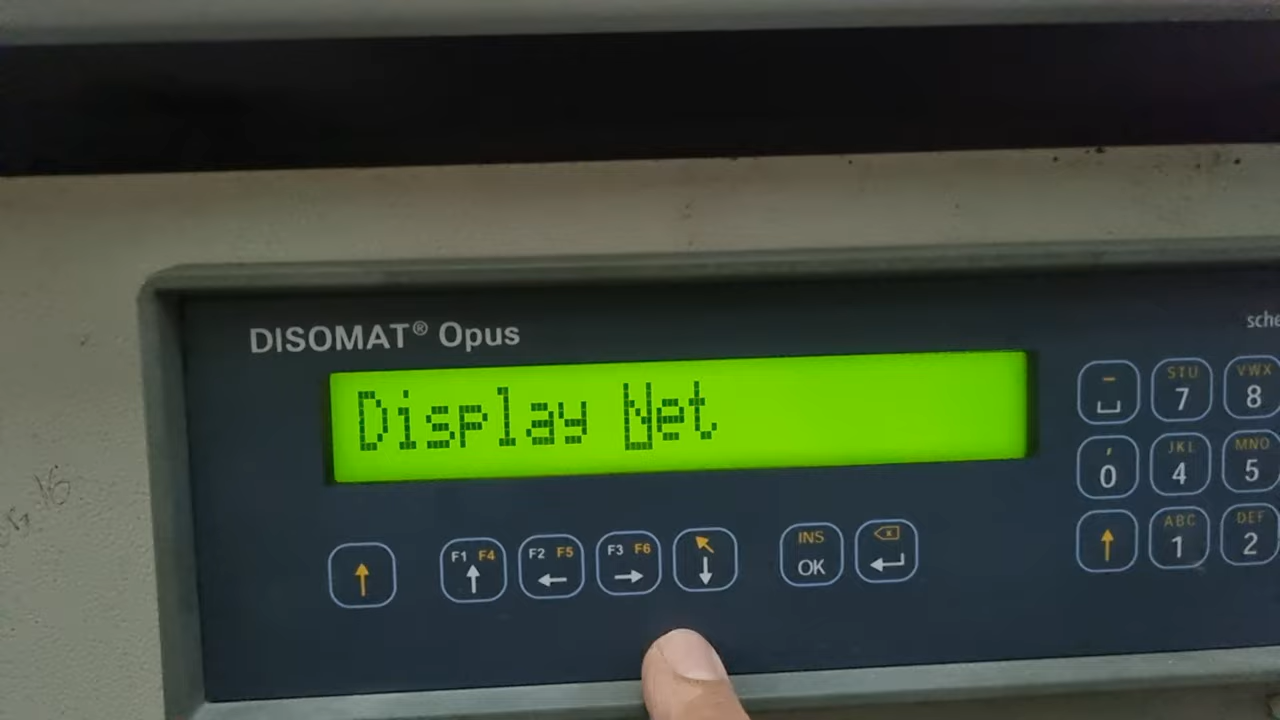 sche
DISOMAT® Opus
Display Net
STU
7
VWX
8
,
0
JKL
4
MNO
5
F1 F4
F2 F5
F3 F6
INS
OK
ABC
1
DEF
2